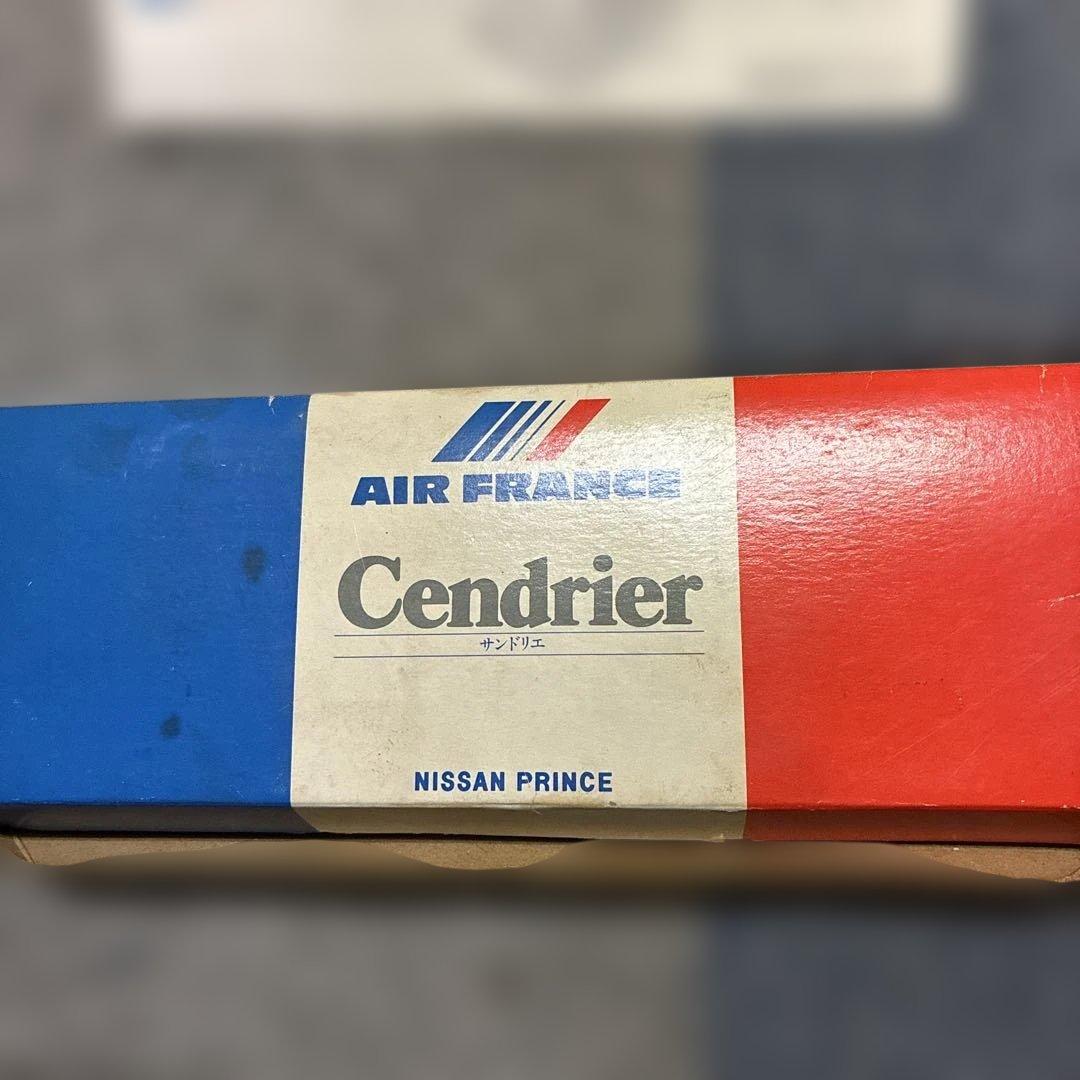 AIR FRANCE
Cendrier
サンドリエ
NISSAN PRINCE